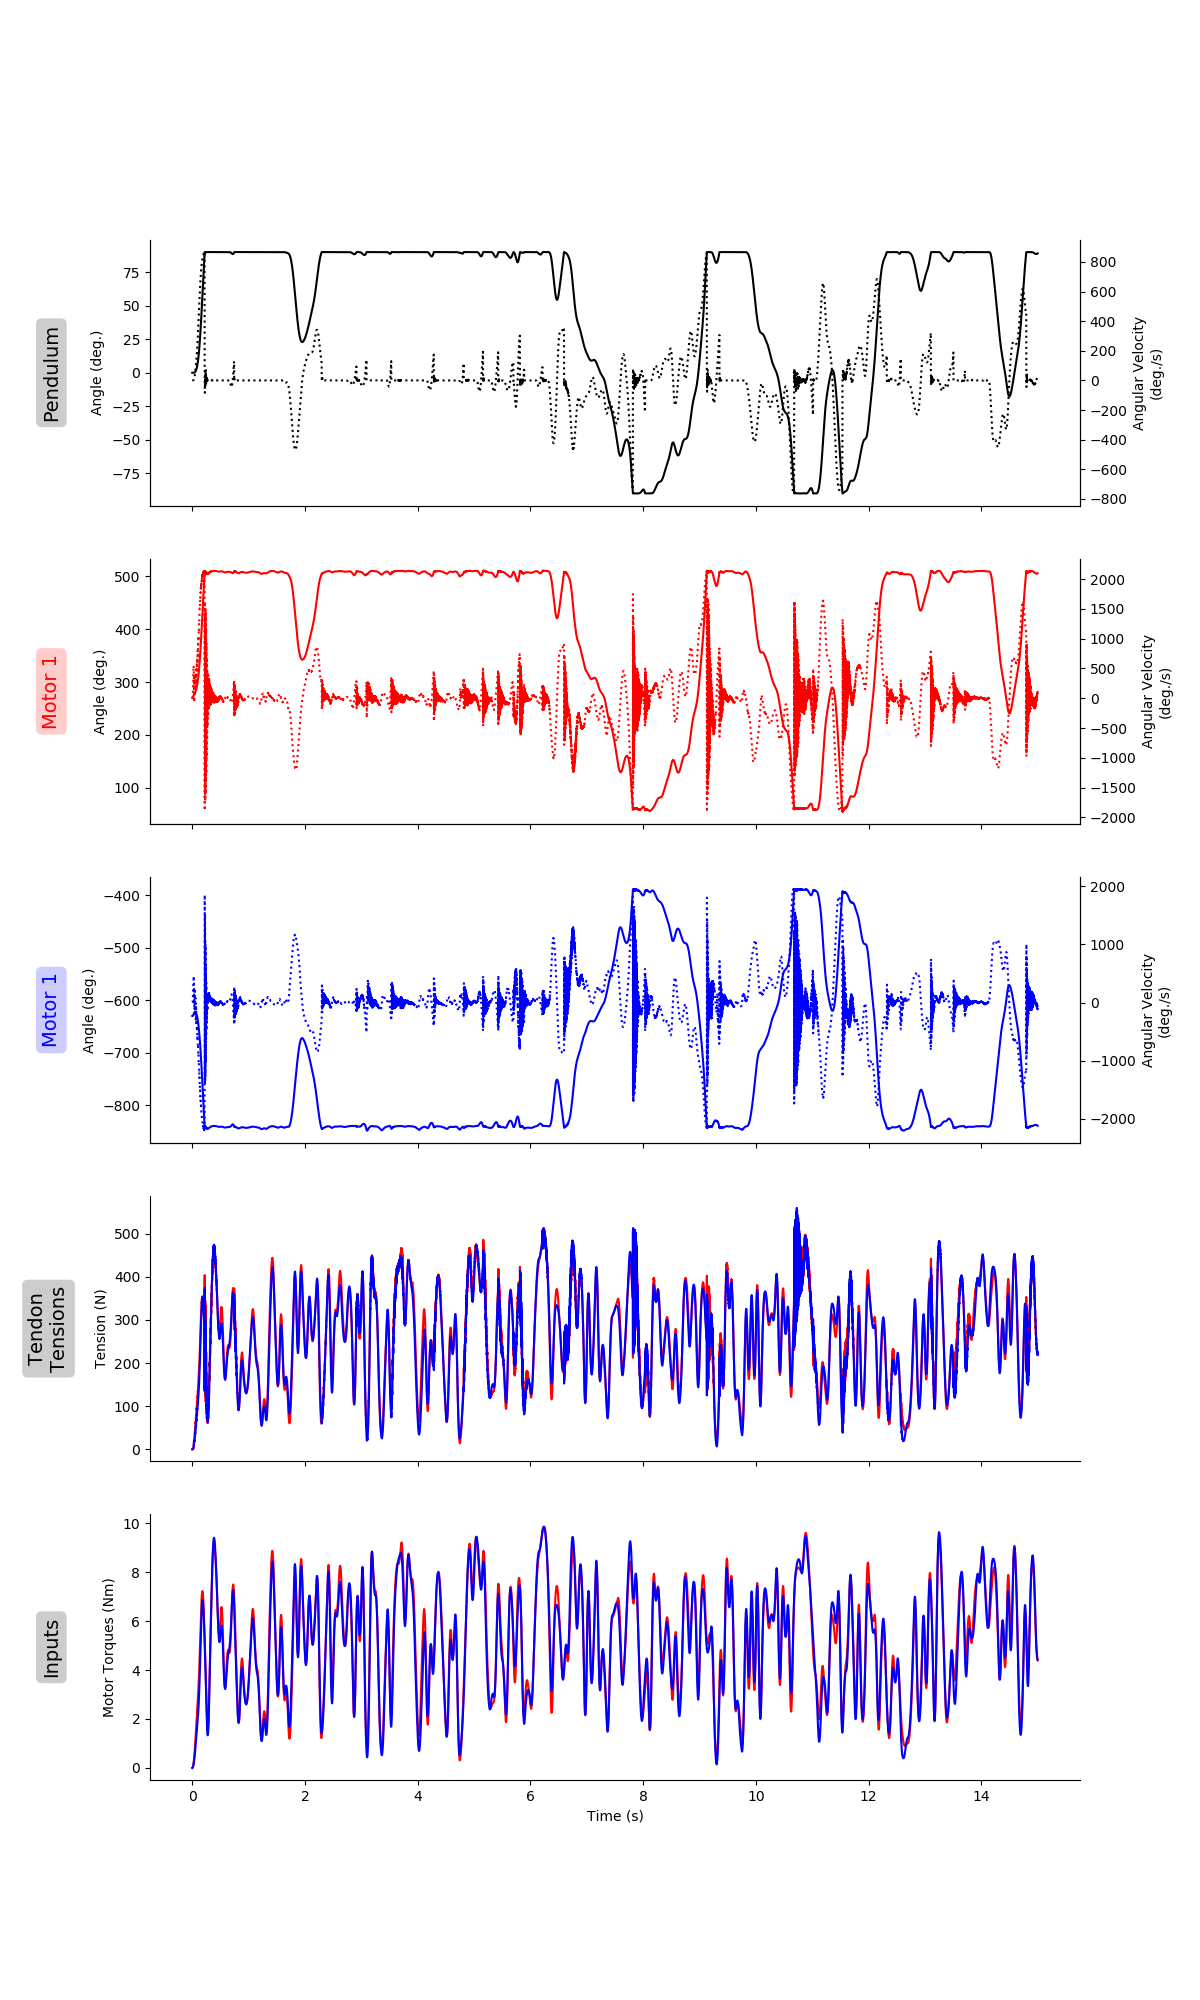 Pendulum
Angle (deg.)
75
50
25
0
−25
−50
−75
800
600
400
200
0
−200
−400
−600
−800
Angular Velocity
(deg./s)
Motor 1
Angle (deg.)
500
400
300
200
100
2000
1500
1000
500
0
−500
−1000
−1500
−2000
Angular Velocity
(deg./s)
Motor 1
Angle (deg.)
−400
−500
−600
−700
−800
2000
1000
0
−1000
−2000
Angular Velocity
(deg./s)
Tendon
Tensions
Tension (N)
500
400
300
200
100
0
Inputs
Motor Torques (Nm)
10
8
6
4
2
0
0 2 4 6 8 10 12 14
Time (s)